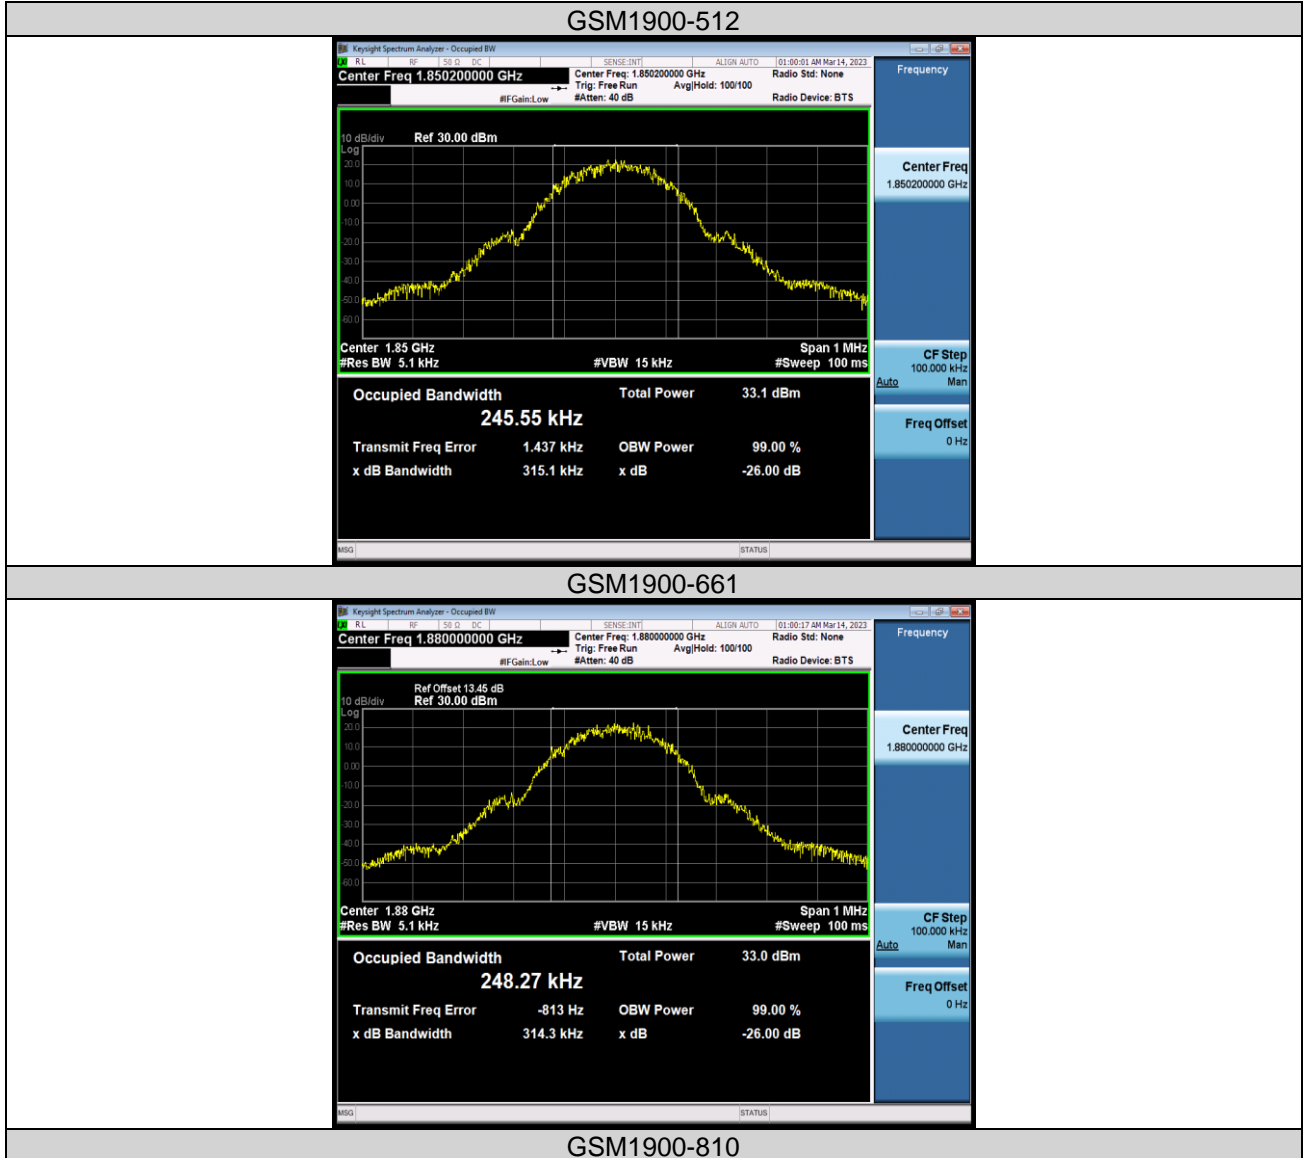 GSM1900-512
Keysight Spectrum Analyzer - Occupied BW
RL RF 50 Ω DC SENSE:INT ALIGN AUTO 01:00:01 AM Mar 14, 2023
Center Freq 1.850200000 GHz
Center Freq: 1.850200000 GHz Radio Std: None
Trig: Free Run Avg|Hold: 100/100
#IFGain:Low #Atten: 40 dB Radio Device: BTS
Frequency
10 dB/div Ref 30.00 dBm
Log
20.0
10.0
0.00
-10.0
-20.0
-30.0
-40.0
-50.0
-60.0
Center Freq
1.850200000 GHz
Center 1.85 GHz Span 1 MHz
#Res BW 5.1 kHz #VBW 15 kHz #Sweep 100 ms
CF Step
100.000 kHz
Auto Man
Occupied Bandwidth Total Power 33.1 dBm
245.55 kHz
Transmit Freq Error 1.437 kHz OBW Power 99.00 %
x dB Bandwidth 315.1 kHz x dB -26.00 dB
Freq Offset
0 Hz
MSG STATUS
GSM1900-661
Keysight Spectrum Analyzer - Occupied BW
RL RF 50 Ω DC SENSE:INT ALIGN AUTO 01:00:17 AM Mar 14, 2023
Center Freq 1.880000000 GHz
Center Freq: 1.880000000 GHz Radio Std: None
Trig: Free Run Avg|Hold: 100/100
#IFGain:Low #Atten: 40 dB Radio Device: BTS
Frequency
Ref Offset 13.45 dB
10 dB/div Ref 30.00 dBm
Log
20.0
10.0
0.00
-10.0
-20.0
-30.0
-40.0
-50.0
-60.0
Center Freq
1.880000000 GHz
Center 1.88 GHz Span 1 MHz
#Res BW 5.1 kHz #VBW 15 kHz #Sweep 100 ms
CF Step
100.000 kHz
Auto Man
Occupied Bandwidth Total Power 33.0 dBm
248.27 kHz
Transmit Freq Error -813 Hz OBW Power 99.00 %
x dB Bandwidth 314.3 kHz x dB -26.00 dB
Freq Offset
0 Hz
MSG STATUS
GSM1900-810